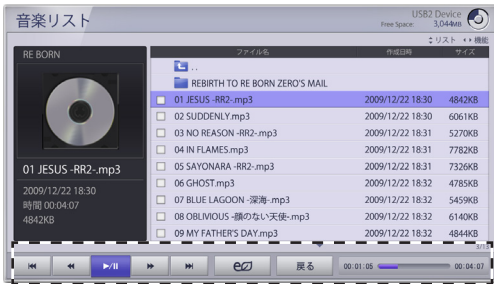 音楽リスト
USB2 Device
Free Space: 3,044MB
リスト 機能
RE BORN
ファイル名 作成日時 サイズ
..
REBIRTH TO RE BORN ZERO'S MAIL
01 JESUS -RR2-.mp3 2009/12/22 18:30 4842KB
02 SUDDENLY.mp3 2009/12/22 18:30 6061KB
03 NO REASON -RR2-.mp3 2009/12/22 18:31 5270KB
04 IN FLAMES.mp3 2009/12/22 18:31 7782KB
05 SAYONARA -RR2-.mp3 2009/12/22 18:31 7326KB
06 GHOST.mp3 2009/12/22 18:32 4785KB
07 BLUE LAGOON -深海-.mp3 2009/12/22 18:32 5459KB
08 OBLIVIOUS -顔のない天使-.mp3 2009/12/22 18:32 6140KB
09 MY FATHER'S DAY.mp3 2009/12/22 18:32 4844KB
01 JESUS -RR2-.mp3
2009/12/22 18:30
時間 00:04:07
4842KB
3/13
戻る 00:01:05 00:04:07